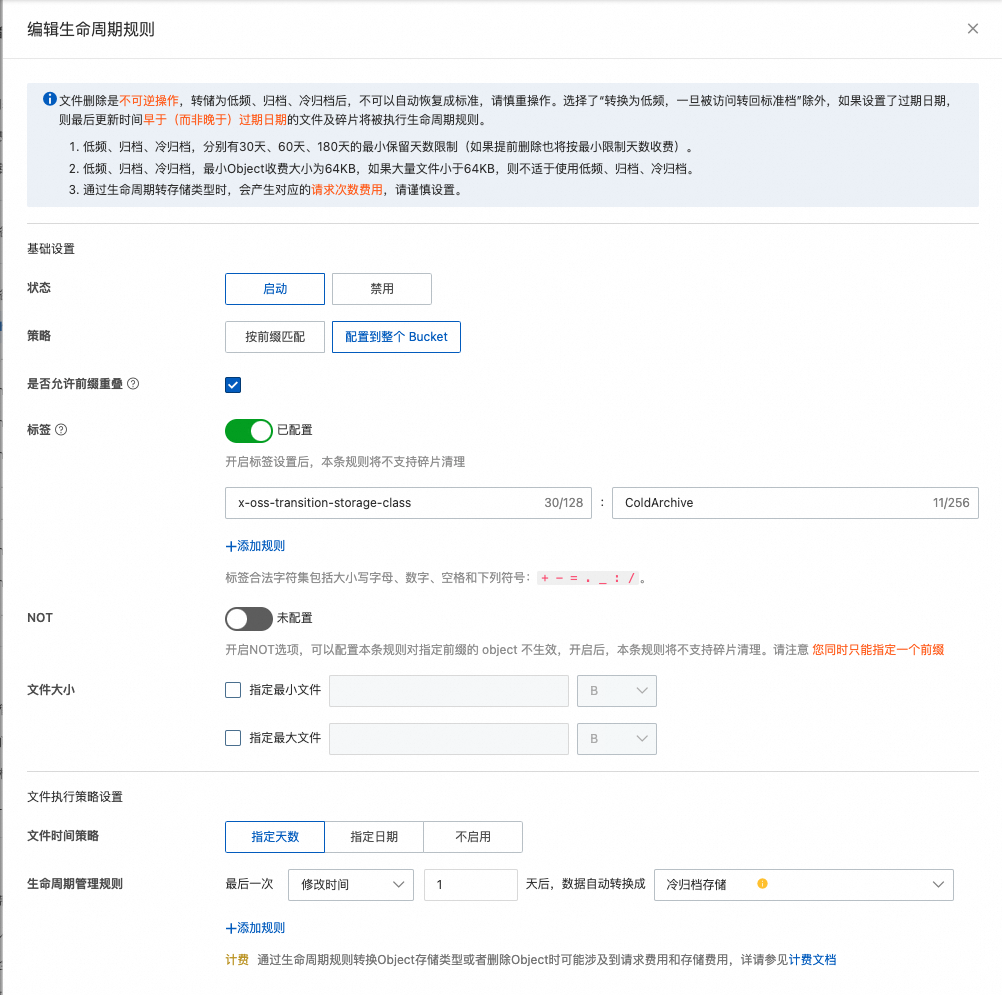 编辑生命周期规则
文件删除是不可逆操作，转储为低频、归档、冷归档后，不可以自动恢复成标准，请慎重操作。选择了“转换为低频，一旦被访问转回标准档”除外，如果设置了过期日期，
则最后更新时间早于（而非晚于）过期日期的文件及碎片将被执行生命周期规则。
1. 低频、归档、冷归档，分别有30天、60天、180天的最小保留天数限制（如果提前删除也将按最小限制天数收费）。
2. 低频、归档、冷归档，最小Object收费大小为64KB，如果大量文件小于64KB，则不适于使用低频、归档、冷归档。
3. 通过生命周期转存储类型时，会产生对应的请求次数费用，请谨慎设置。
基础设置
状态 启动 禁用
策略 按前缀匹配 配置到整个 Bucket
是否允许前缀重叠
标签 已配置
开启标签设置后，本条规则将不支持碎片清理
x-oss-transition-storage-class 30/128 : ColdArchive 11/256
+添加规则
标签合法字符集包括大小写字母、数字、空格和下列符号： + - = . _ : / 。
NOT 未配置
开启NOT选项，可以配置本条规则对指定前缀的 object 不生效，开启后，本条规则将不支持碎片清理。请注意 您同时只能指定一个前缀
文件大小 指定最小文件 B
指定最大文件 B
文件执行策略设置
文件时间策略 指定天数 指定日期 不启用
生命周期管理规则 最后一次 修改时间 1 天后，数据自动转换成 冷归档存储
+添加规则
计费 通过生命周期规则转换Object存储类型或者删除Object时可能涉及到请求费用和存储费用，详请参见计费文档